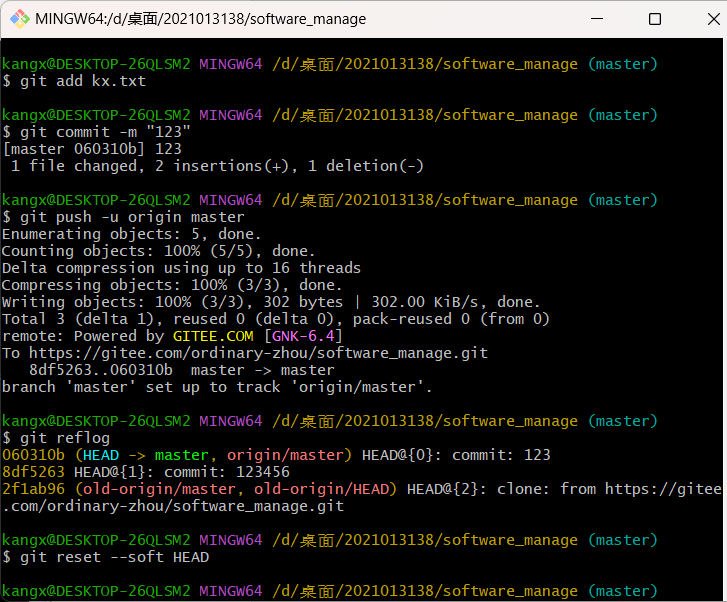 MINGW64:/d/桌面/2021013138/software_manage
kangx@DESKTOP-26QLSM2 MINGW64 /d/桌面/2021013138/software_manage (master)
$ git add kx.txt
kangx@DESKTOP-26QLSM2 MINGW64 /d/桌面/2021013138/software_manage (master)
$ git commit -m "123"
[master 060310b] 123
1 file changed, 2 insertions(+), 1 deletion(-)
kangx@DESKTOP-26QLSM2 MINGW64 /d/桌面/2021013138/software_manage (master)
$ git push -u origin master
Enumerating objects: 5, done.
Counting objects: 100% (5/5), done.
Delta compression using up to 16 threads
Compressing objects: 100% (3/3), done.
Writing objects: 100% (3/3), 302 bytes | 302.00 KiB/s, done.
Total 3 (delta 1), reused 0 (delta 0), pack-reused 0 (from 0)
remote: Powered by GITEE.COM [GNK-6.4]
To https://gitee.com/ordinary-zhou/software_manage.git
8df5263..060310b  master -> master
branch 'master' set up to track 'origin/master'.
kangx@DESKTOP-26QLSM2 MINGW64 /d/桌面/2021013138/software_manage (master)
$ git reflog
060310b (HEAD -> master, origin/master) HEAD@{0}: commit: 123
8df5263 HEAD@{1}: commit: 123456
2f1ab96 (old-origin/master, old-origin/HEAD) HEAD@{2}: clone: from https://gitee
.com/ordinary-zhou/software_manage.git
kangx@DESKTOP-26QLSM2 MINGW64 /d/桌面/2021013138/software_manage (master)
$ git reset --soft HEAD
kangx@DESKTOP-26QLSM2 MINGW64 /d/桌面/2021013138/software_manage (master)